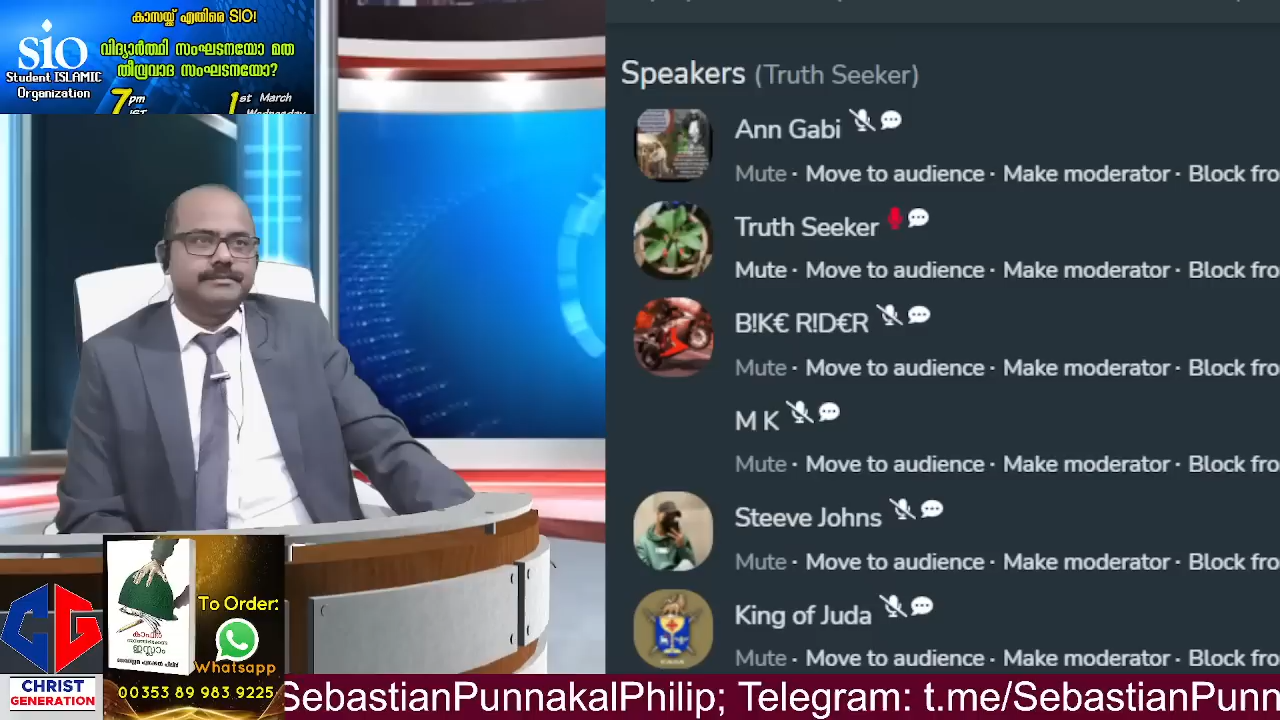 കാസയ്ക്ക് എതിരെ SIO!
sio
Student ISLAMIC
Organization
വിദ്യാർത്ഥി സംഘടനയോ മത
തീവ്രവാദ സംഘടനയോ?
7pm
1st March
Speakers (Truth Seeker)
Ann Gabi
Mute · Move to audience · Make moderator · Block fro
Truth Seeker
Mute · Move to audience · Make moderator · Block fro
B!K€ R!D€R
Mute · Move to audience · Make moderator · Block fro
M K
Mute · Move to audience · Make moderator · Block fro
Steeve Johns
Mute · Move to audience · Make moderator · Block fro
King of Juda
Mute · Move to audience · Make moderator · Block fro
കാഫിർ
ഇസ്ലാം
To Order:
Whatsapp
00353 89 983 9225
CG
CHRIST
GENERATION
SebastianPunnakalPhilip; Telegram: t.me/SebastianPunn